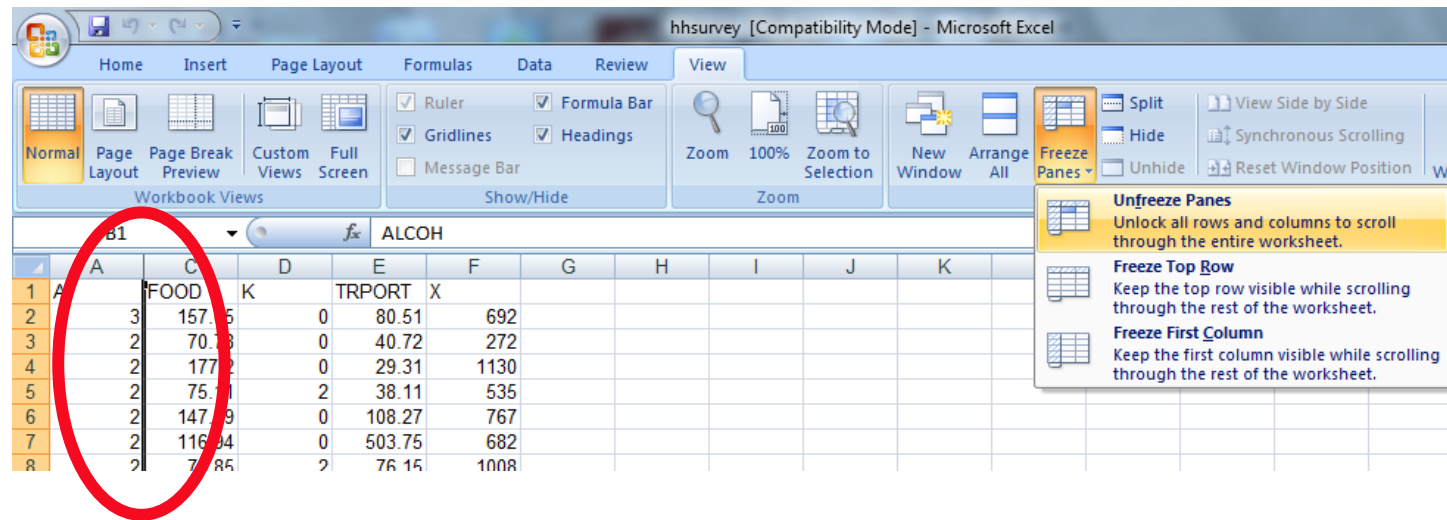 hhsurvey [Compatibility Mode] - Microsoft Excel
Home Insert Page Layout Formulas Data Review View
Normal
Page Layout
Page Break Preview
Custom Views
Full Screen
Workbook Views
Ruler
Gridlines
Message Bar
Formula Bar
Headings
Show/Hide
Zoom
100%
Zoom to Selection
Zoom
New Window
Arrange All
Freeze Panes
Split
Hide
Unhide
View Side by Side
Synchronous Scrolling
Reset Window Position
W
Unfreeze Panes
Unlock all rows and columns to scroll
through the entire worksheet.
Freeze Top Row
Keep the top row visible while scrolling
through the rest of the worksheet.
Freeze First Column
Keep the first column visible while scrolling
through the rest of the worksheet.
B1 fx ALCOH
A C D E F G H I J K
1 A FOOD K TRPORT X
2 3 0 80.51 692
3 2 0 40.72 272
4 2 0 29.31 1130
5 2 2 38.11 535
6 2 0 108.27 767
7 2 0 503.75 682
8 2 2 76.15 1008